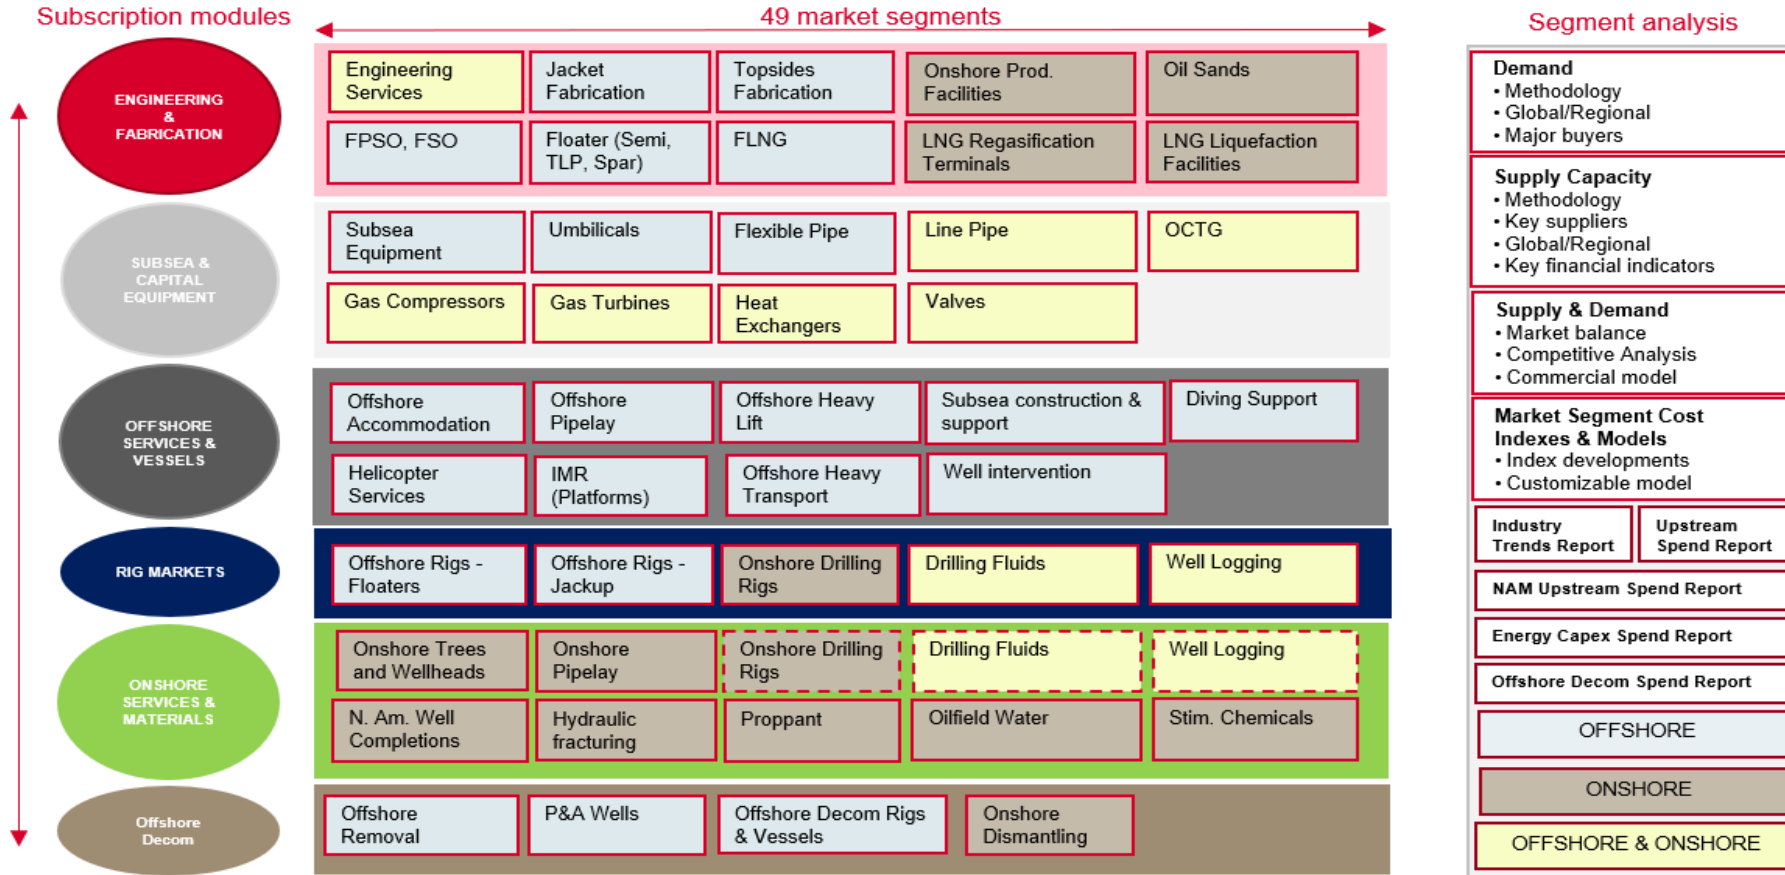 Subscription modules
49 market segments
Segment analysis
ENGINEERING
&
FABRICATION
Engineering
Services
Jacket
Fabrication
Topsides
Fabrication
Onshore Prod.
Facilities
Oil Sands
FPSO, FSO
Floater (Semi,
TLP, Spar)
FLNG
LNG Regasification
Terminals
LNG Liquefaction
Facilities
SUBSEA &
CAPITAL
EQUIPMENT
Subsea
Equipment
Umbilicals
Flexible Pipe
Line Pipe
OCTG
Gas Compressors
Gas Turbines
Heat
Exchangers
Valves
OFFSHORE
SERVICES &
VESSELS
Offshore
Accommodation
Offshore
Pipelay
Offshore Heavy
Lift
Subsea construction &
support
Diving Support
Helicopter
Services
IMR
(Platforms)
Offshore Heavy
Transport
Well intervention
RIG MARKETS
Offshore Rigs -
Floaters
Offshore Rigs -
Jackup
Onshore Drilling
Rigs
Drilling Fluids
Well Logging
ONSHORE
SERVICES &
MATERIALS
Onshore Trees
and Wellheads
Onshore
Pipelay
Onshore Drilling
Rigs
Drilling Fluids
Well Logging
N. Am. Well
Completions
Hydraulic
fracturing
Proppant
Oilfield Water
Stim. Chemicals
Offshore
Decom
Offshore
Removal
P&A Wells
Offshore Decom Rigs
& Vessels
Onshore
Dismantling
Demand
• Methodology
• Global/Regional
• Major buyers
Supply Capacity
• Methodology
• Key suppliers
• Global/Regional
• Key financial indicators
Supply & Demand
• Market balance
• Competitive Analysis
• Commercial model
Market Segment Cost
Indexes & Models
• Index developments
• Customizable model
Industry
Trends Report
Upstream
Spend Report
NAM Upstream Spend Report
Energy Capex Spend Report
Offshore Decom Spend Report
OFFSHORE
ONSHORE
OFFSHORE & ONSHORE